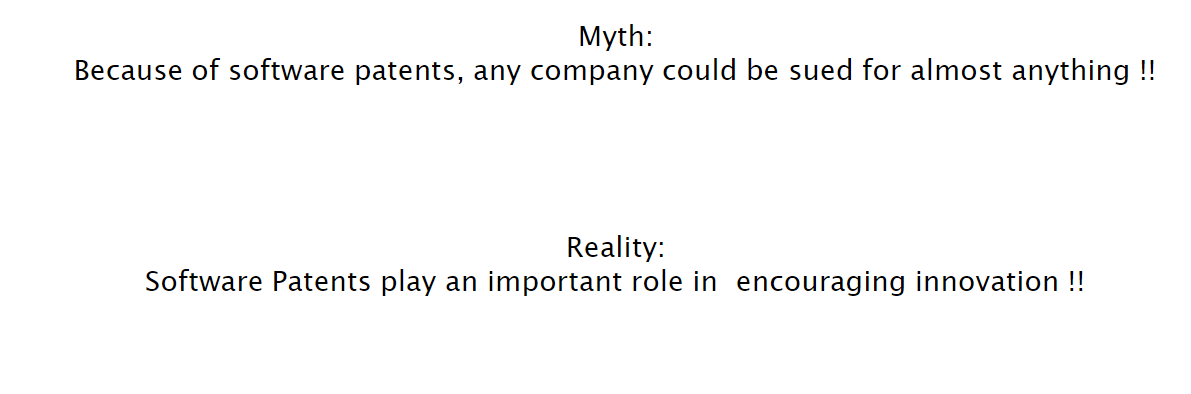 Myth:
Because of software patents, any company could be sued for almost anything !!
Reality:
Software Patents play an important role in  encouraging innovation !!